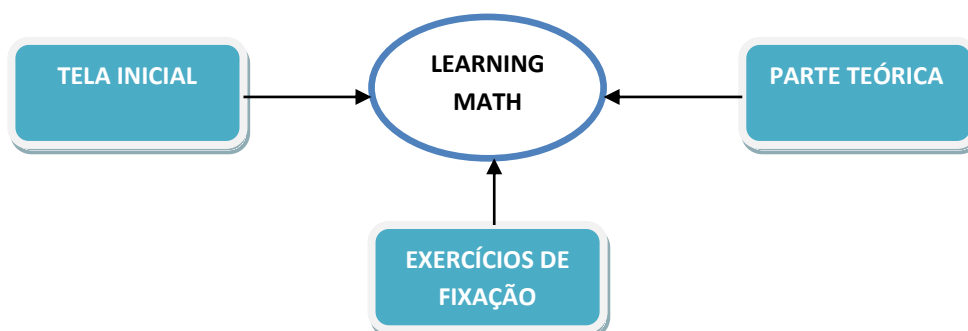 TELA INICIAL
LEARNING
MATH
PARTE TEÓRICA
EXERCÍCIOS DE
FIXAÇÃO